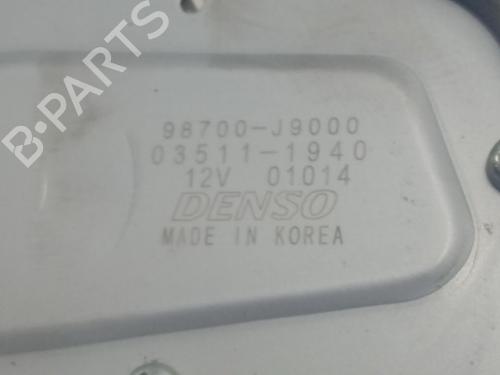 B-PARTS
98700-J9000
03511-1940
12V 01014
DENSO
MADE IN KOREA